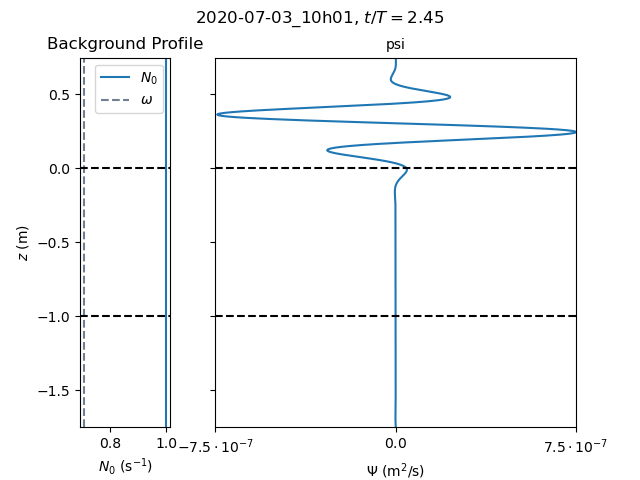 2020-07-03_10h01, t/T = 2.45
Background Profile
psi
N₀
ω
0.5
0.0
−0.5
−1.0
−1.5
z (m)
0.8
1.0
N₀ (s⁻¹)
−7.5 · 10⁻⁷
0.0
7.5 · 10⁻⁷
Ψ (m²/s)